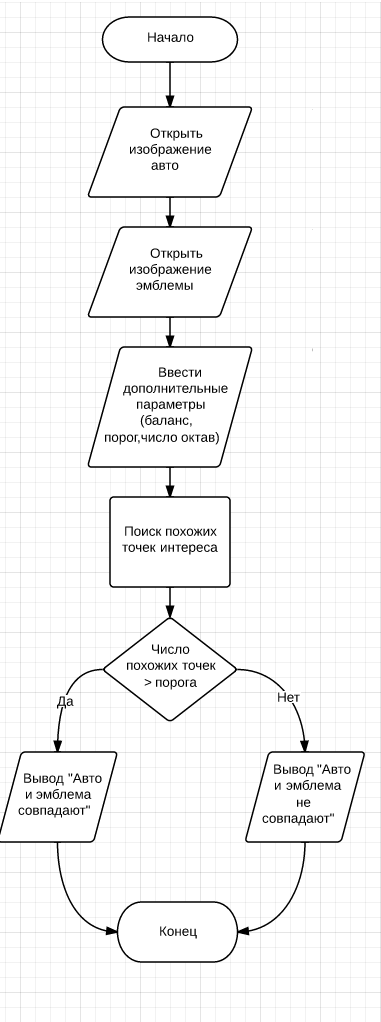 Начало
Открыть
изображение
авто
Открыть
изображение
эмблемы
Ввести
дополнительные
параметры
(баланс,
порог,число октав)
Поиск похожих
точек интереса
Число
похожих точек
> порога
Да
Нет
Вывод "Авто
и эмблема
совпадают"
Вывод "Авто
и эмблема
не
совпадают"
Конец